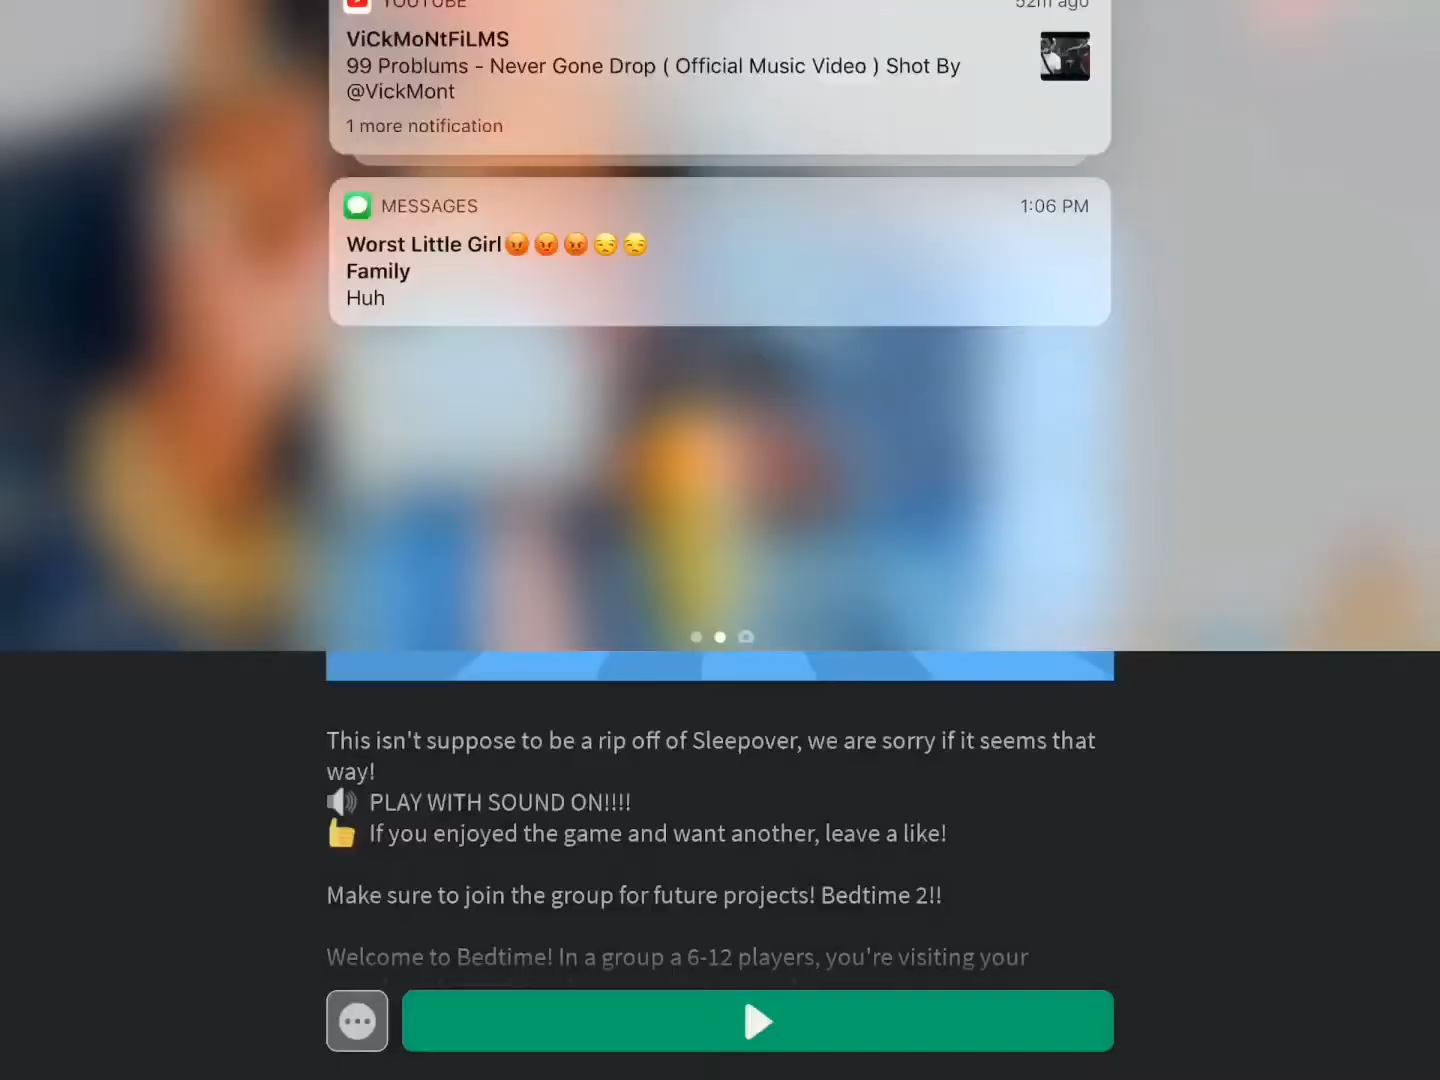 YOUTUBE
52m ago
ViCkMoNtFiLMS
99 Problums - Never Gone Drop ( Official Music Video ) Shot By
@VickMont
1 more notification
MESSAGES
1:06 PM
Worst Little Girl😡😡😡😒😒
Family
Huh
This isn't suppose to be a rip off of Sleepover, we are sorry if it seems that
way!
🔊 PLAY WITH SOUND ON!!!!
👍 If you enjoyed the game and want another, leave a like!
Make sure to join the group for future projects! Bedtime 2!!
Welcome to Bedtime! In a group a 6-12 players, you're visiting your